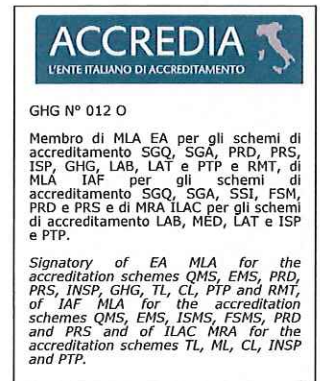 ACCREDIA
L'ENTE ITALIANO DI ACCREDITAMENTO
GHG N° 012 O
Membro di MLA EA per gli schemi di
accreditamento SGQ, SGA, PRD, PRS,
ISP, GHG, LAB, LAT e PTP e RMT, di
MLA IAF per gli schemi di
accreditamento SGQ, SGA, SSI, FSM,
PRD e PRS e di MRA ILAC per gli schemi
di accreditamento LAB, MED, LAT e ISP
e PTP.
Signatory of EA MLA for the
accreditation schemes QMS, EMS, PRD,
PRS, INSP, GHG, TL, CL, PTP and RMT,
of IAF MLA for the accreditation
schemes QMS, EMS, ISMS, FSMS, PRD
and PRS and of ILAC MRA for the
accreditation schemes TL, ML, CL, INSP
and PTP.